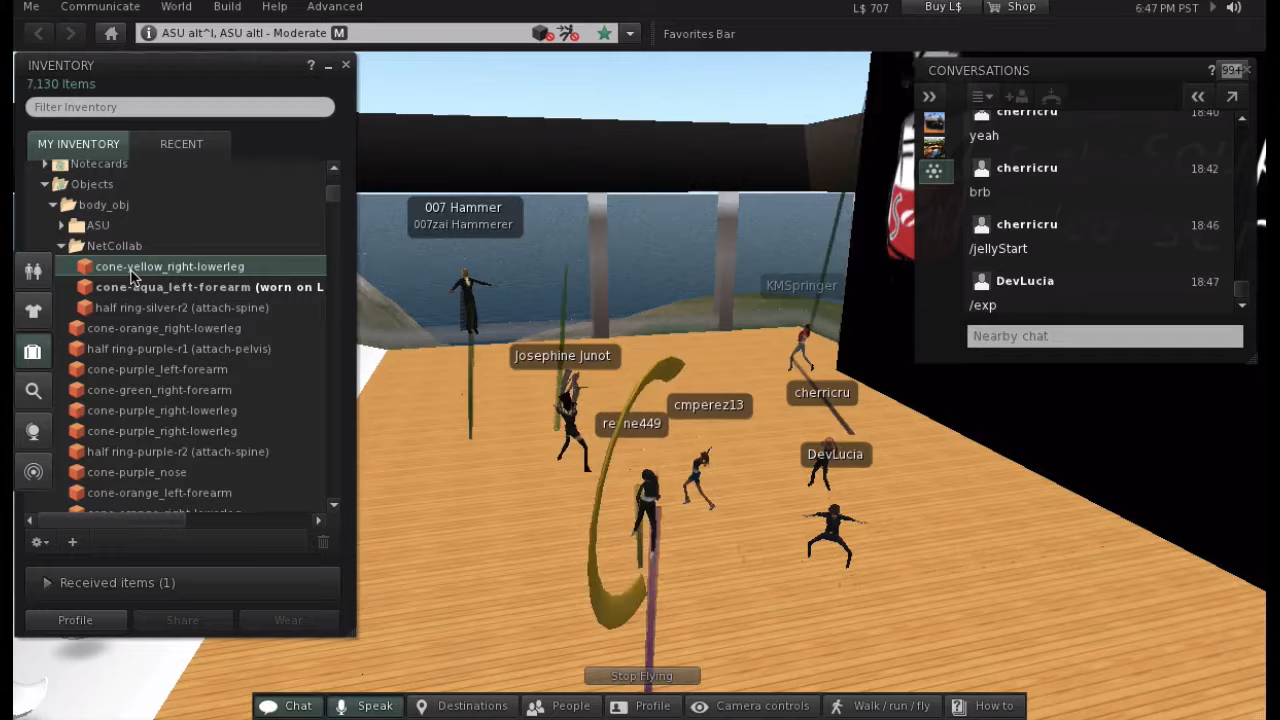 Me Communicate World Build Help Advanced
L$ 707 Buy L$ Shop 6:47 PM PST
ASU alt^I, ASU altI - Moderate M
Favorites Bar
INVENTORY
7,130 Items
Filter Inventory
MY INVENTORY RECENT
Notecards
Objects
body_obj
ASU
NetCollab
cone-yellow_right-lowerleg
cone-aqua_left-forearm (worn on L
half ring-silver-r2 (attach-spine)
cone-orange_right-lowerleg
half ring-purple-r1 (attach-pelvis)
cone-purple_left-forearm
cone-green_right-forearm
cone-purple_right-lowerleg
cone-purple_right-lowerleg
half ring-purple-r2 (attach-spine)
cone-purple_nose
cone-orange_left-forearm
Received items (1)
Profile Share Wear
007 Hammer
007zai Hammerer
KMSpringer
Josephine Junot
cmperez13
cherricru
DevLucia
CONVERSATIONS
99+
cherricru 18:40
yeah
cherricru 18:42
brb
cherricru 18:46
/jellyStart
DevLucia 18:47
/exp
Nearby chat
Stop Flying
Chat Speak Destinations People Profile Camera controls Walk / run / fly How to